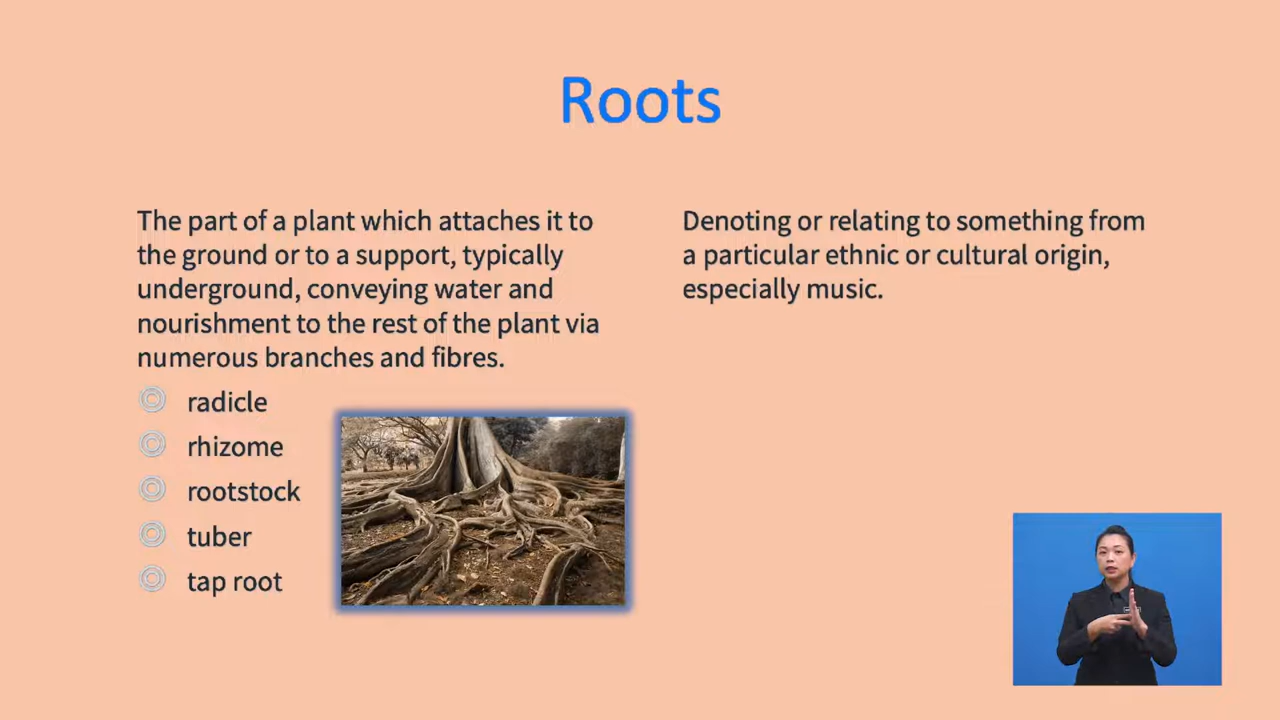 Roots
The part of a plant which attaches it to
the ground or to a support, typically
underground, conveying water and
nourishment to the rest of the plant via
numerous branches and fibres.
radicle
rhizome
rootstock
tuber
tap root
Denoting or relating to something from
a particular ethnic or cultural origin,
especially music.